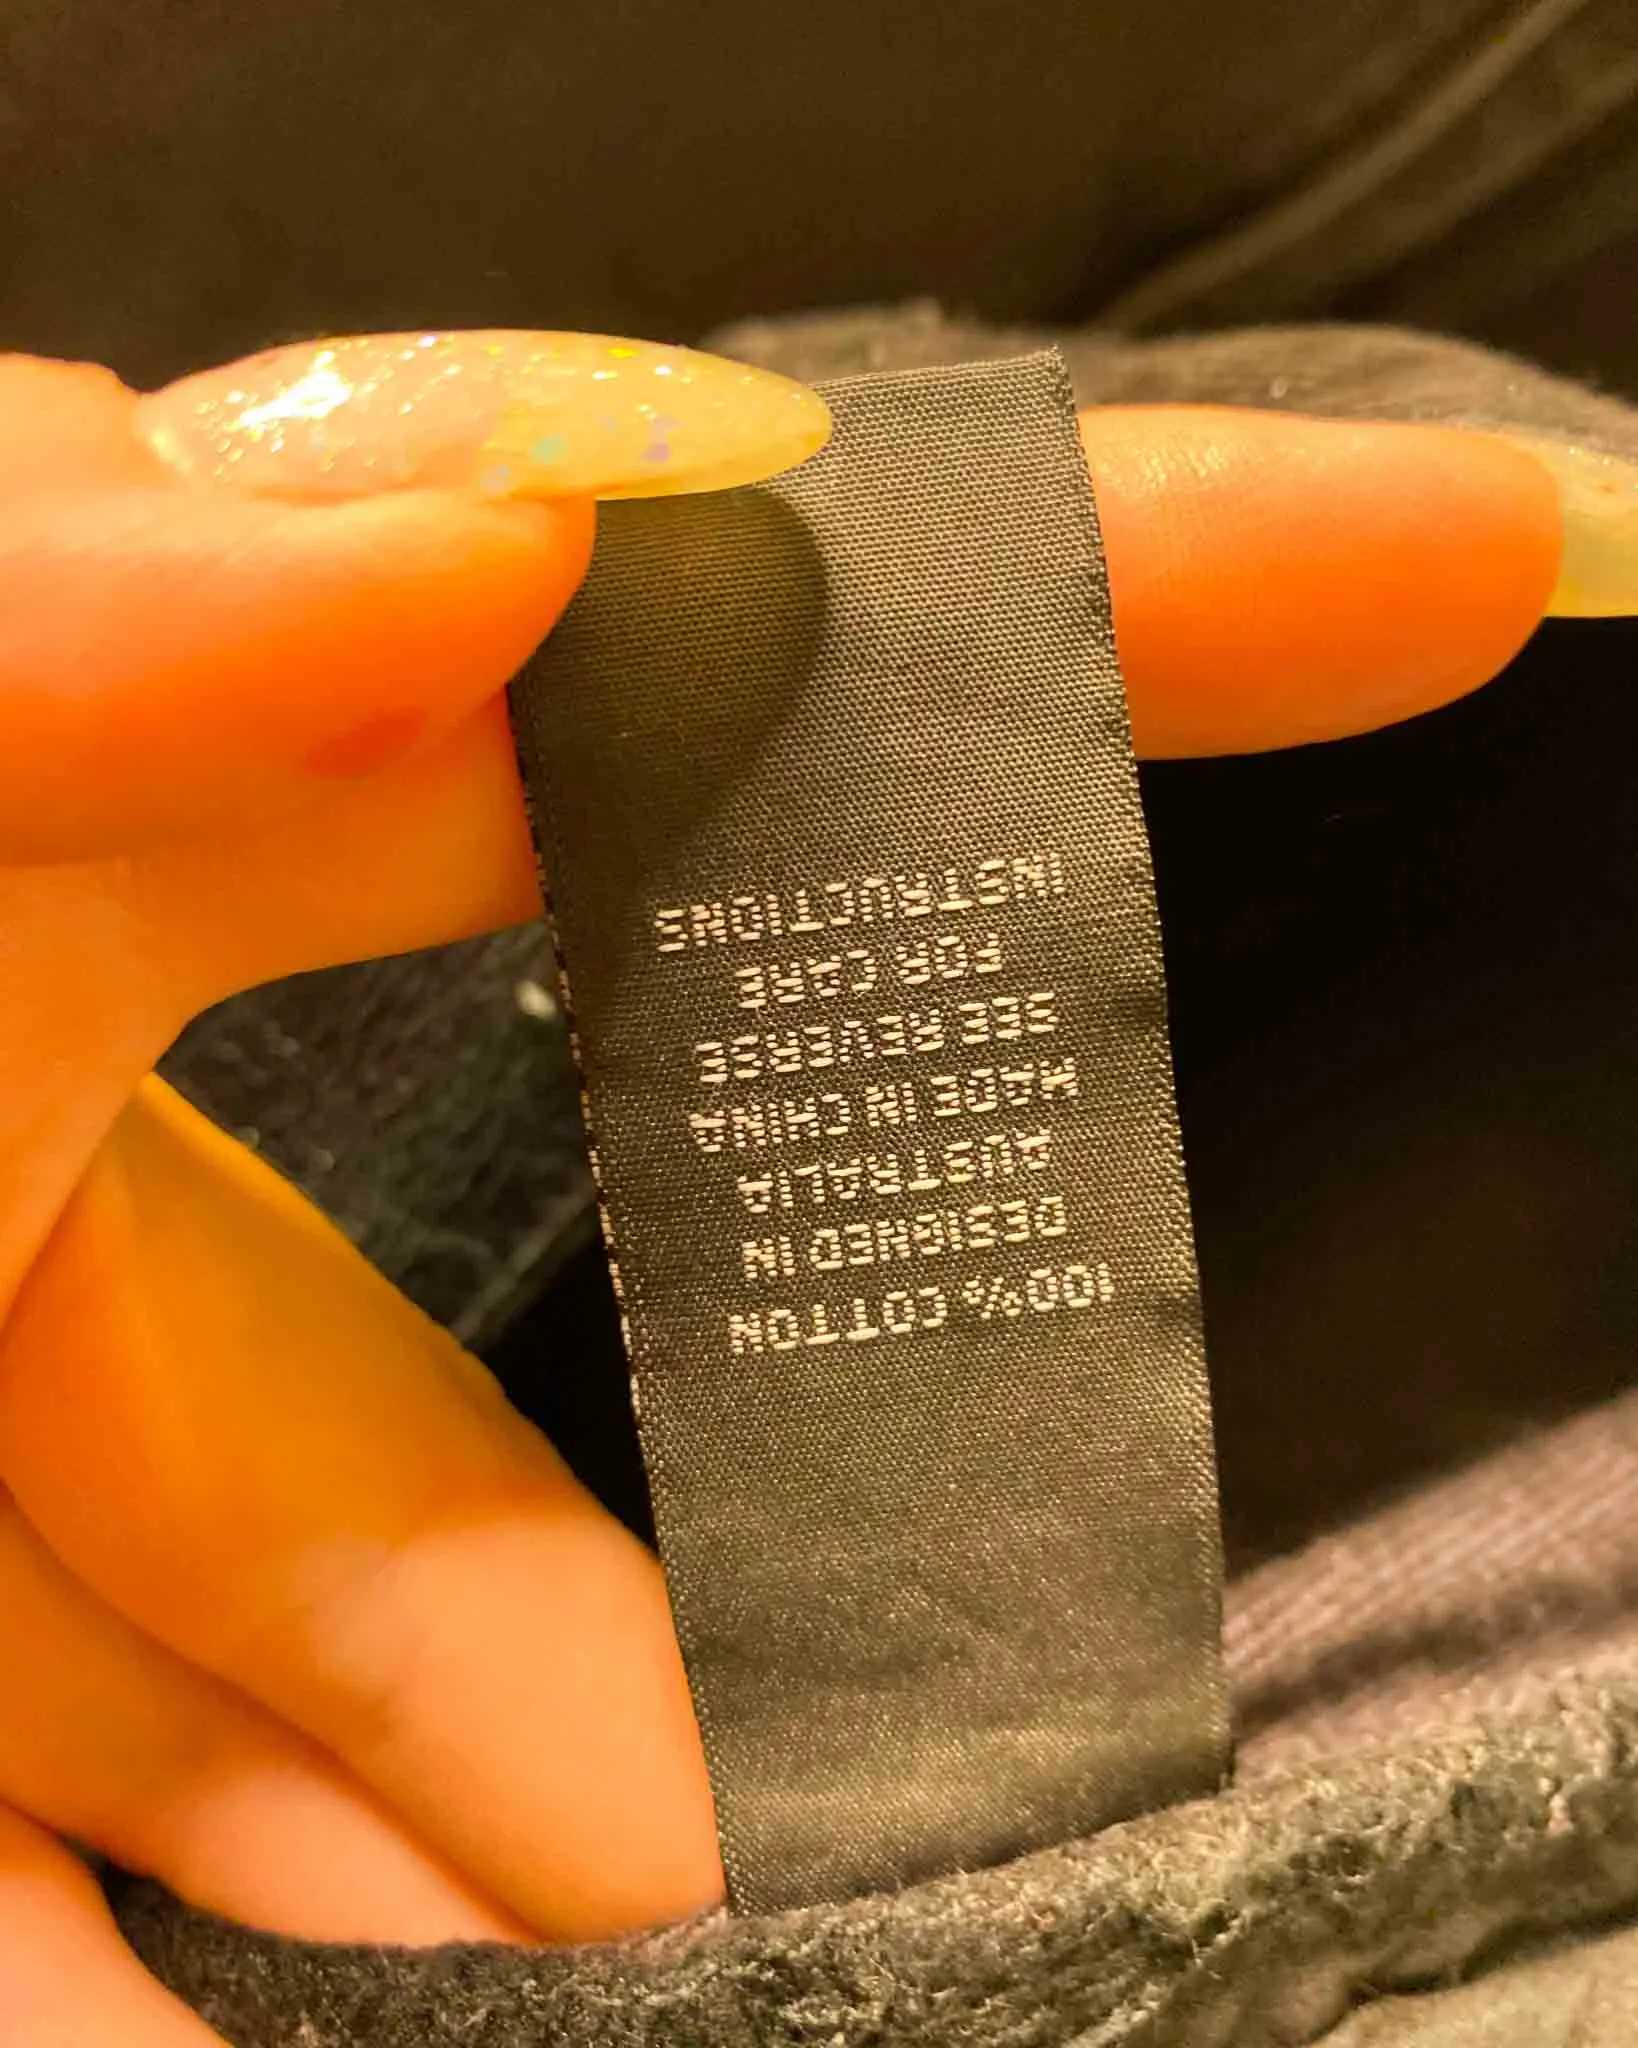 100% COTTON
DESIGNED IN
AUSTRALIA
MADE IN CHINA
SEE REVERSE
FOR CARE
INSTRUCTIONS